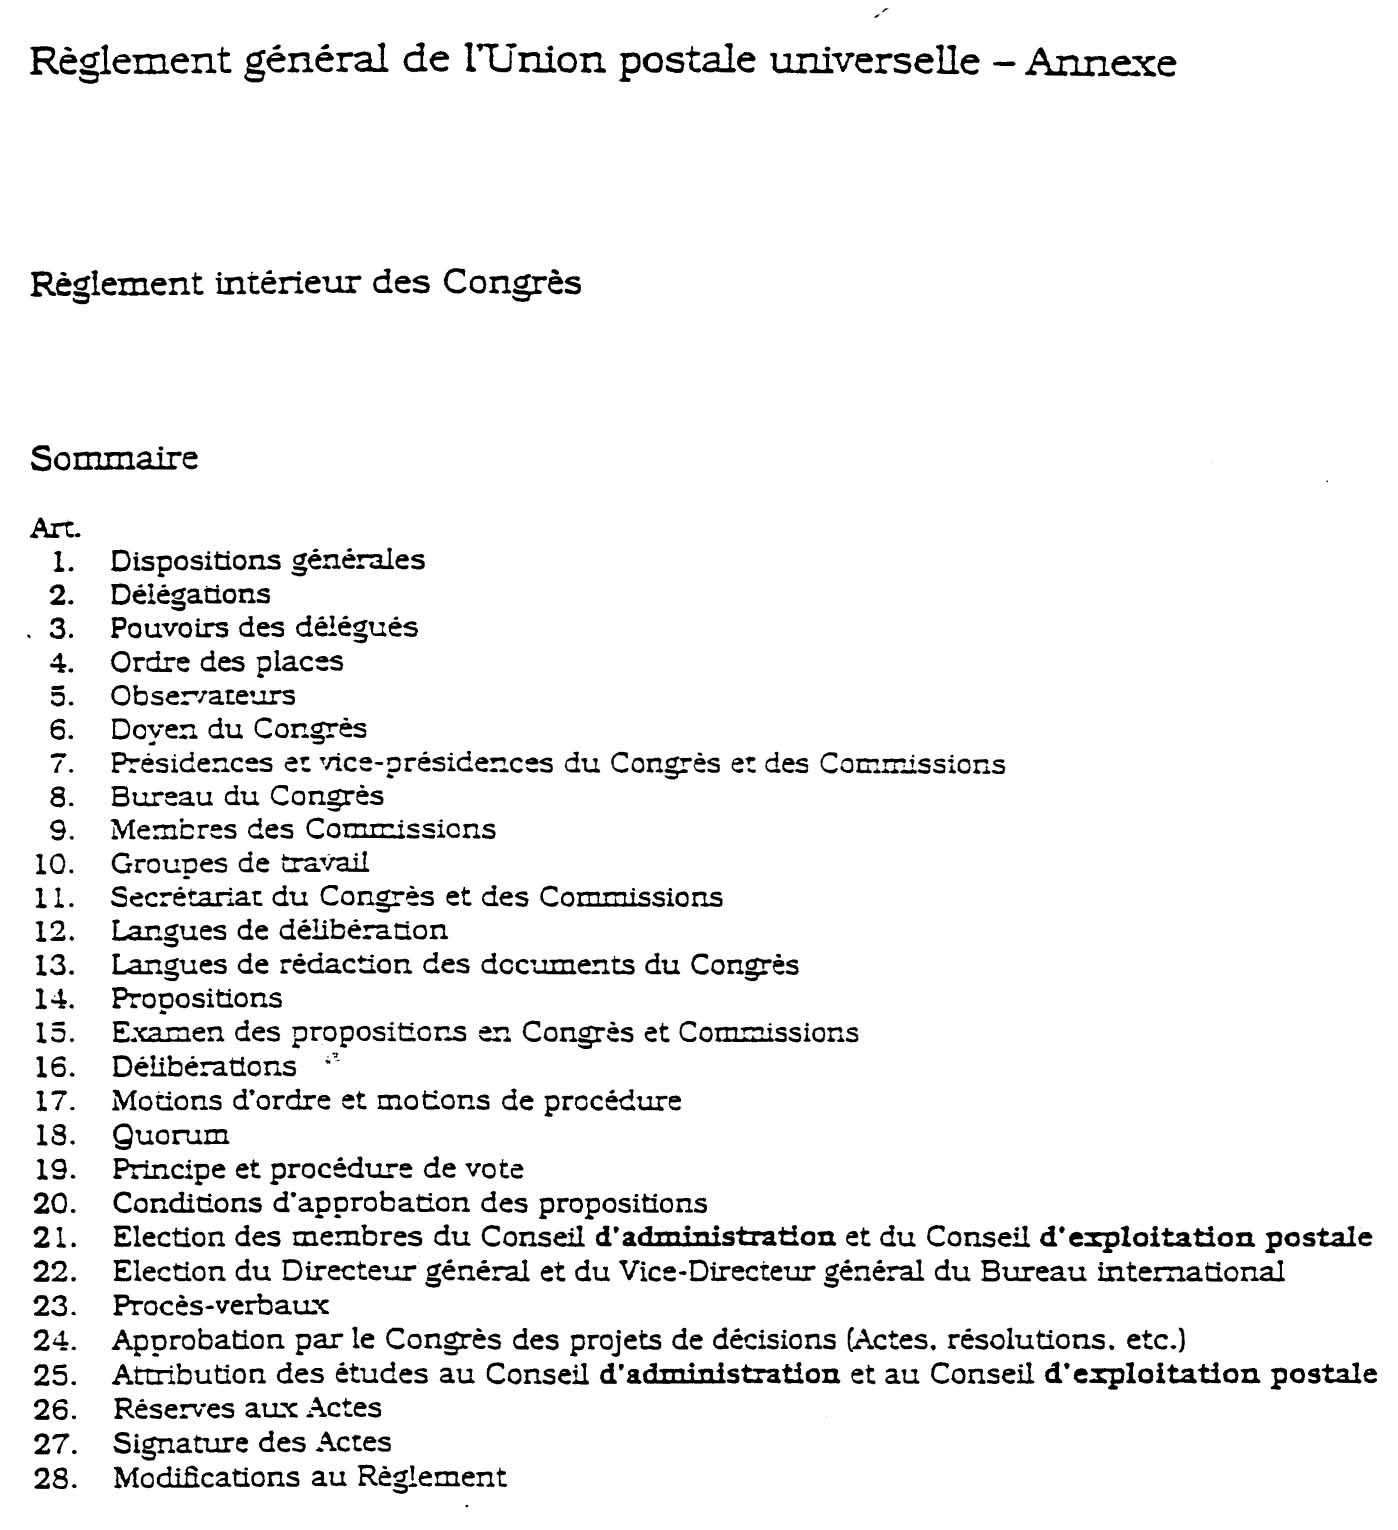 Règlement général de l'Union postale universelle – Annexe
Règlement intérieur des Congrès
Sommaire
Art.
1. Dispositions générales
2. Délégations
3. Pouvoirs des délégués
4. Ordre des places
5. Observateurs
6. Doyen du Congrès
7. Présidences et vice-présidences du Congrès et des Commissions
8. Bureau du Congrès
9. Membres des Commissions
10. Groupes de travail
11. Secrétariat du Congrès et des Commissions
12. Langues de délibération
13. Langues de rédaction des documents du Congrès
14. Propositions
15. Examen des propositions en Congrès et Commissions
16. Délibérations
17. Motions d'ordre et motions de procédure
18. Quorum
19. Principe et procédure de vote
20. Conditions d'approbation des propositions
21. Election des membres du Conseil d'administration et du Conseil d'exploitation postale
22. Election du Directeur général et du Vice-Directeur général du Bureau international
23. Procès-verbaux
24. Approbation par le Congrès des projets de décisions (Actes, résolutions, etc.)
25. Attribution des études au Conseil d'administration et au Conseil d'exploitation postale
26. Réserves aux Actes
27. Signature des Actes
28. Modifications au Règlement